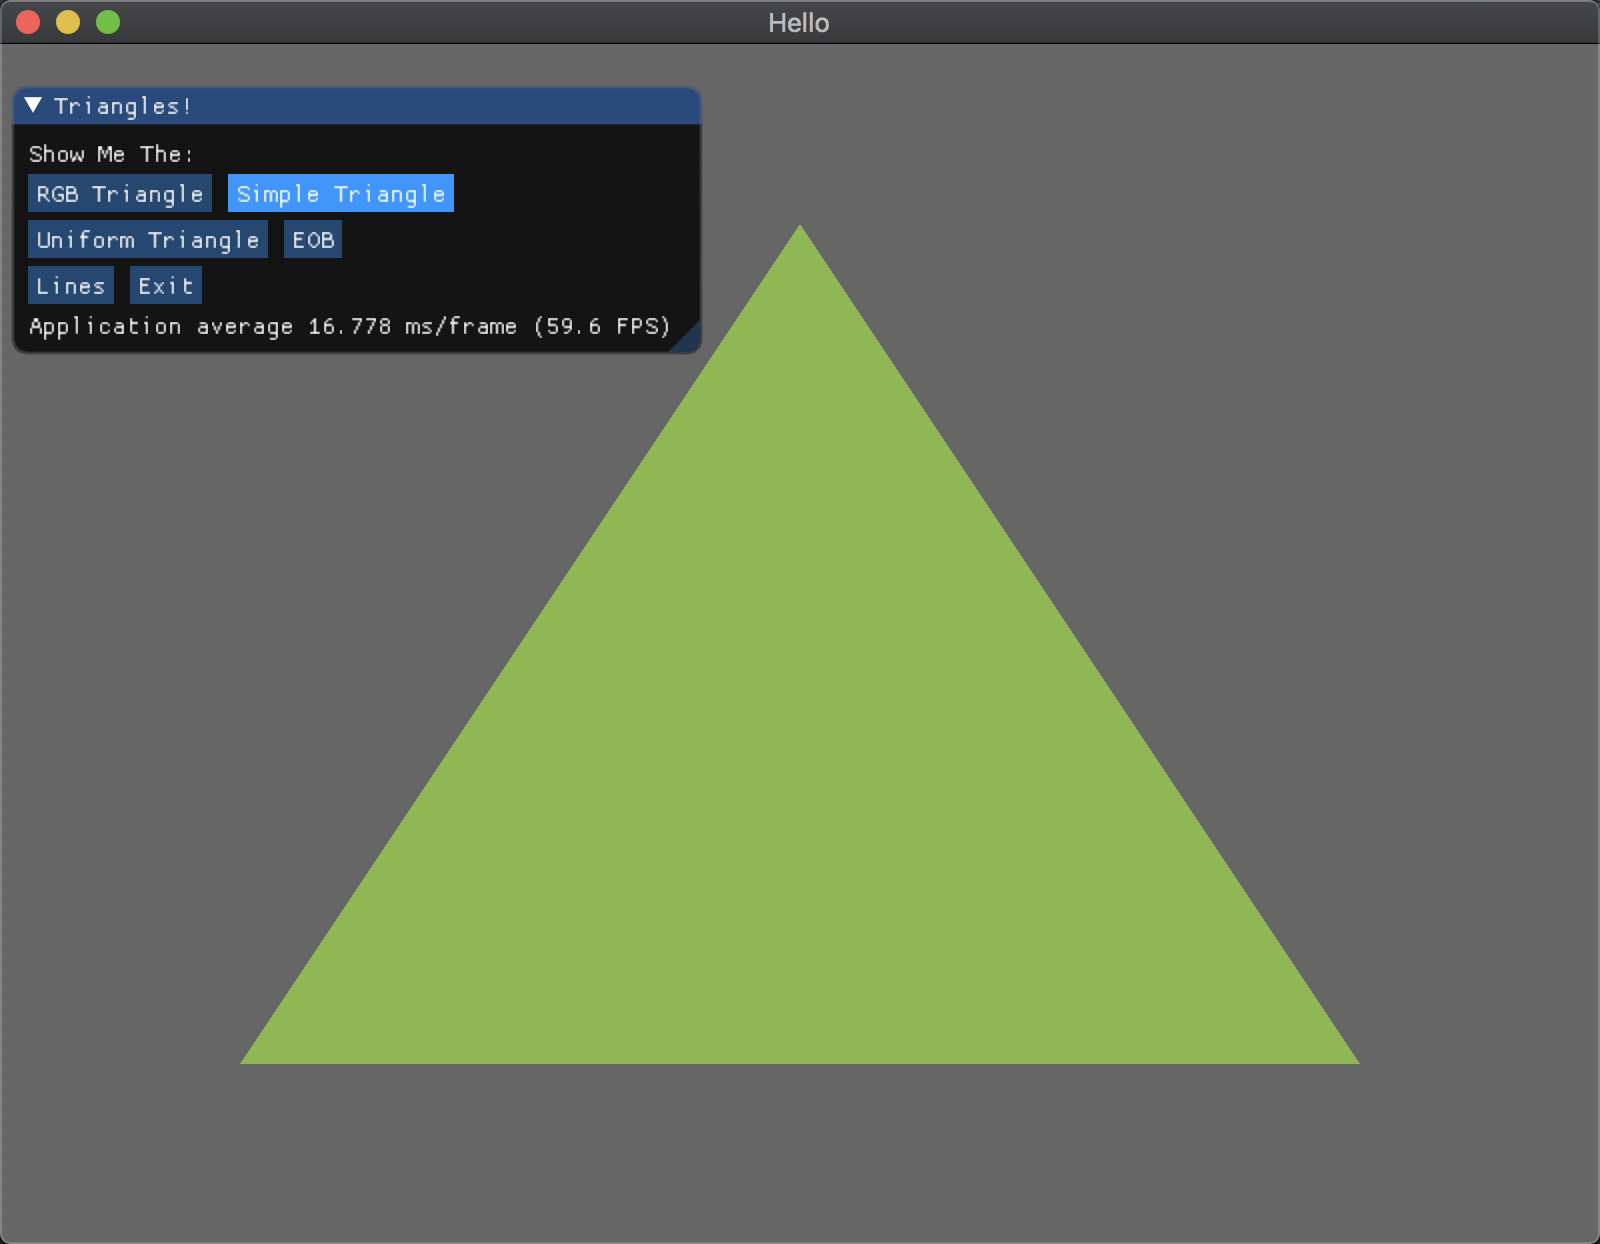 Hello
Triangles!
Show Me The:
RGB Triangle Simple Triangle
Uniform Triangle EOB
Lines Exit
Application average 16.778 ms/frame (59.6 FPS)